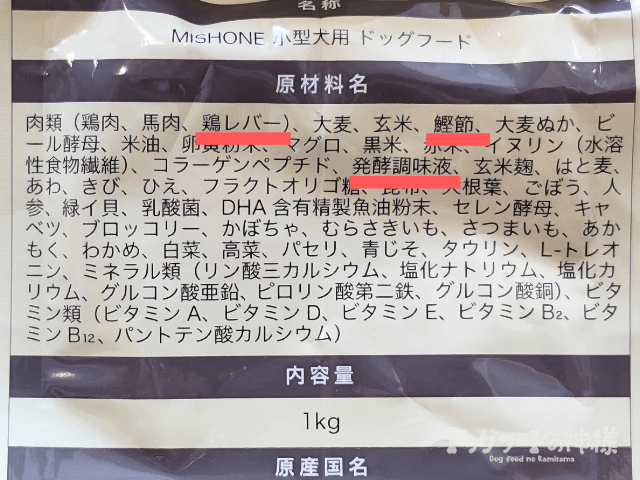 名称
MISHONE 小型犬用 ドッグフード
原材料名
肉類（鶏肉、馬肉、鶏レバー）、大麦、玄米、鰹節、大麦ぬか、ビ
ール酵母、米油、卵黄粉末、マグロ、黒米、赤米、イヌリン（水溶
性食物繊維）、コラーゲンペプチド、発酵調味液、玄米麹、はと麦、
あわ、きび、ひえ、フラクトオリゴ糖、昆布、大根葉、ごぼう、人
参、緑イ貝、乳酸菌、DHA 含有精製魚油粉末、セレン酵母、キャ
ベツ、ブロッコリー、かぼちゃ、むらさきいも、さつまいも、あか
もく、わかめ、白菜、高菜、パセリ、青じそ、タウリン、L-トレオ
ニン、ミネラル類（リン酸三カルシウム、塩化ナトリウム、塩化カ
リウム、グルコン酸亜鉛、ピロリン酸第二鉄、グルコン酸銅）、ビタ
ミン類（ビタミン A、ビタミン D、ビタミン E、ビタミン B2、ビタ
ミン B12、パントテン酸カルシウム）
内容量
1kg
ドッグフードの神様
Dog food no Kamisama
原産国名